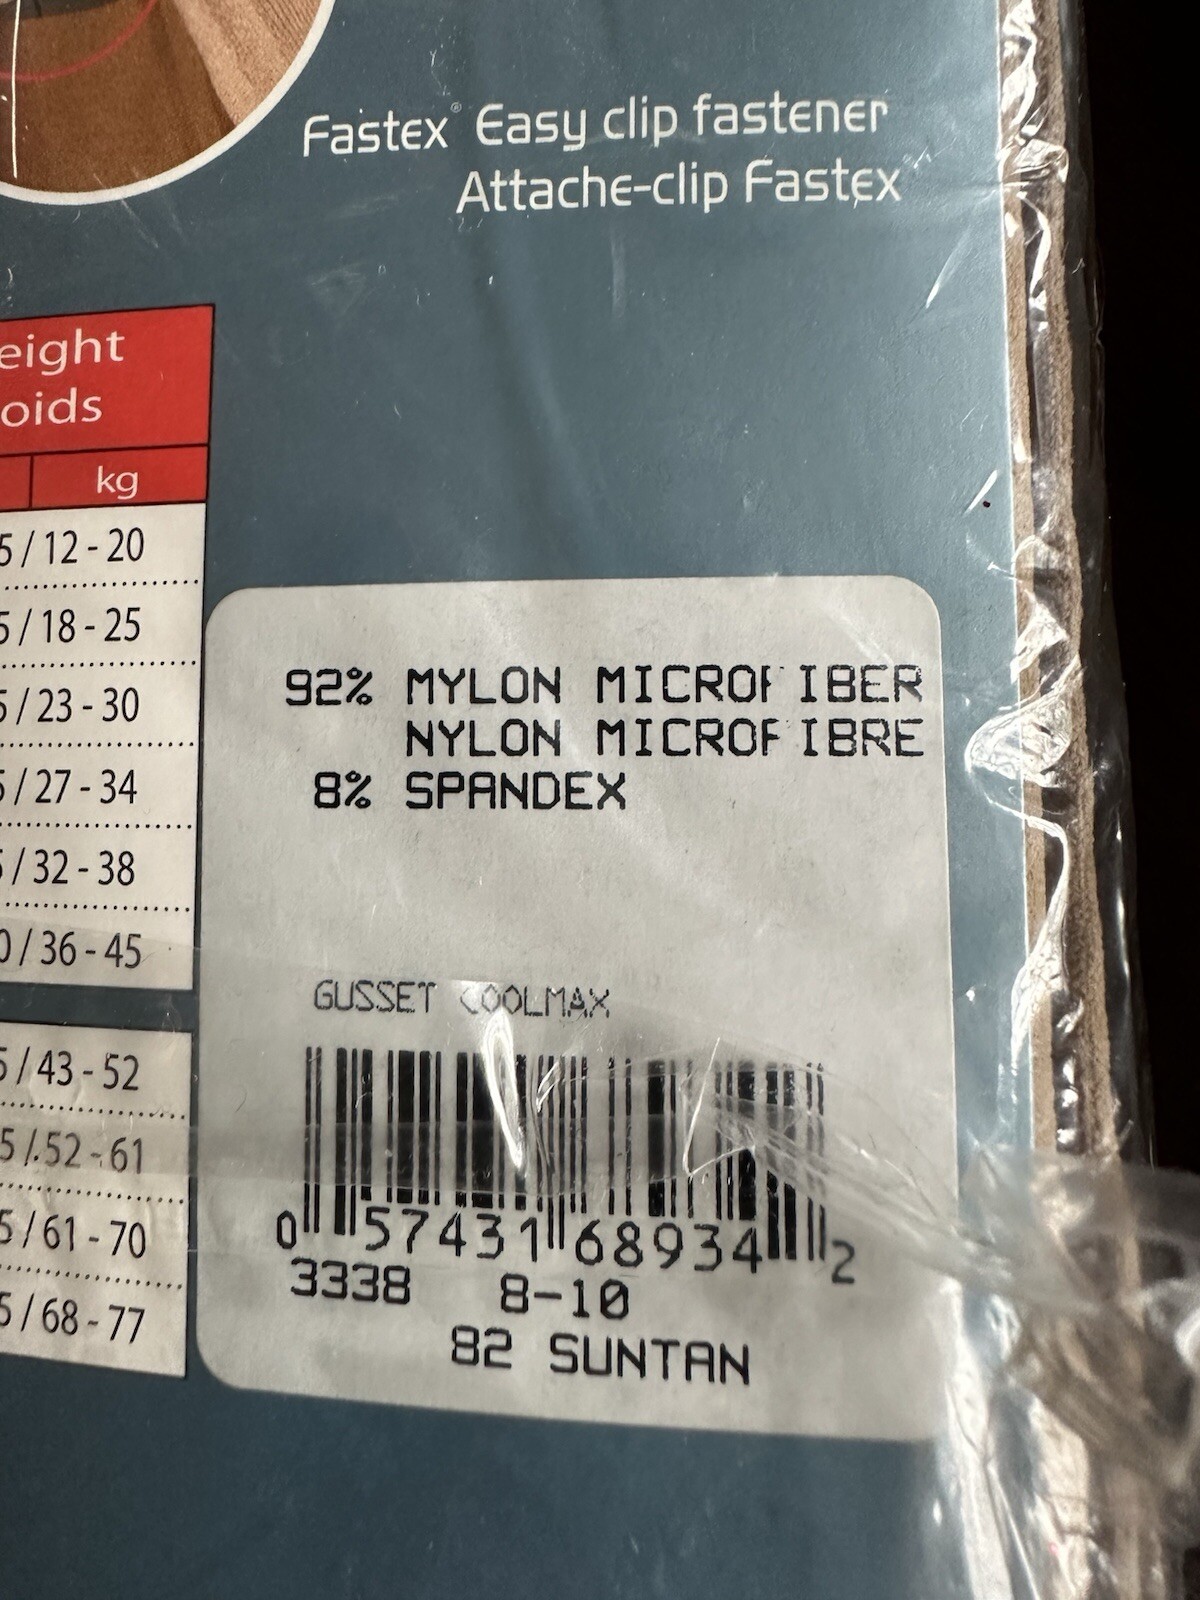 Fastex® Easy clip fastener
Attache-clip Fastex
eight
oids
kg
5 / 12 - 20
5 / 18 - 25
5 / 23 - 30
5 / 27 - 34
5 / 32 - 38
0 / 36 - 45
5 / 43 - 52
5 / 52 - 61
5 / 61 - 70
5 / 68 - 77
92% MYLON MICROFIBER
NYLON MICROFIBRE
8% SPANDEX
GUSSET COOLMAX
0 57431 68934 2
3338 8-10
82 SUNTAN